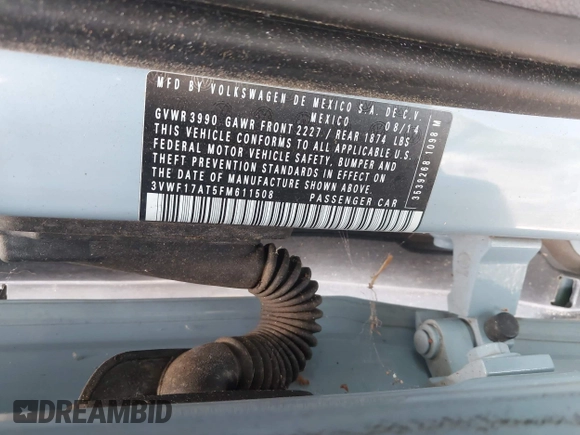 MFD BY VOLKSWAGEN DE MEXICO S.A. DE C.V.
MEXICO 08/14
GVWR 3990 GAWR FRONT 2227 / REAR 1874 LBS
THIS VEHICLE CONFORMS TO ALL APPLICABLE U.S.
FEDERAL MOTOR VEHICLE SAFETY, BUMPER AND
THEFT PREVENTION STANDARDS IN EFFECT ON
THE DATE OF MANUFACTURE SHOWN ABOVE.
3VWF17AT5FM611508 PASSENGER CAR
3539268 1098 M
DREAMBID